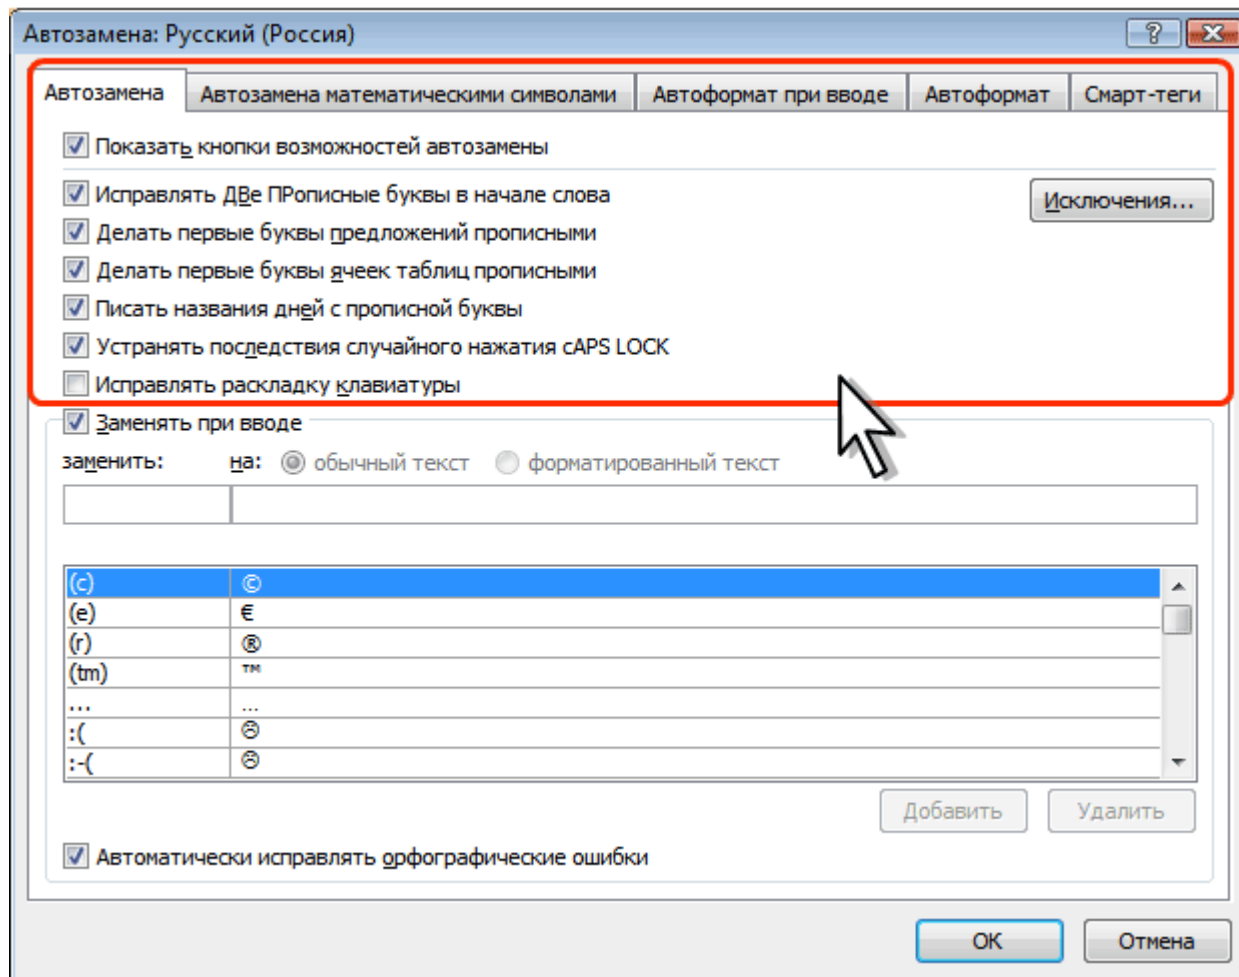 Автозамена: Русский (Россия)
Автозамена Автозамена математическими символами Автоформат при вводе Автоформат Смарт-теги
Показать кнопки возможностей автозамены
Исправлять ДВе ПРописные буквы в начале слова Исключения...
Делать первые буквы предложений прописными
Делать первые буквы ячеек таблиц прописными
Писать названия дней с прописной буквы
Устранять последствия случайного нажатия cAPS LOCK
Исправлять раскладку клавиатуры
Заменять при вводе
заменить: на: обычный текст форматированный текст
(c) ©
(e) €
(r) ®
(tm) ™
... …
:( ☹
:-( ☹
Добавить Удалить
Автоматически исправлять орфографические ошибки
ОК Отмена